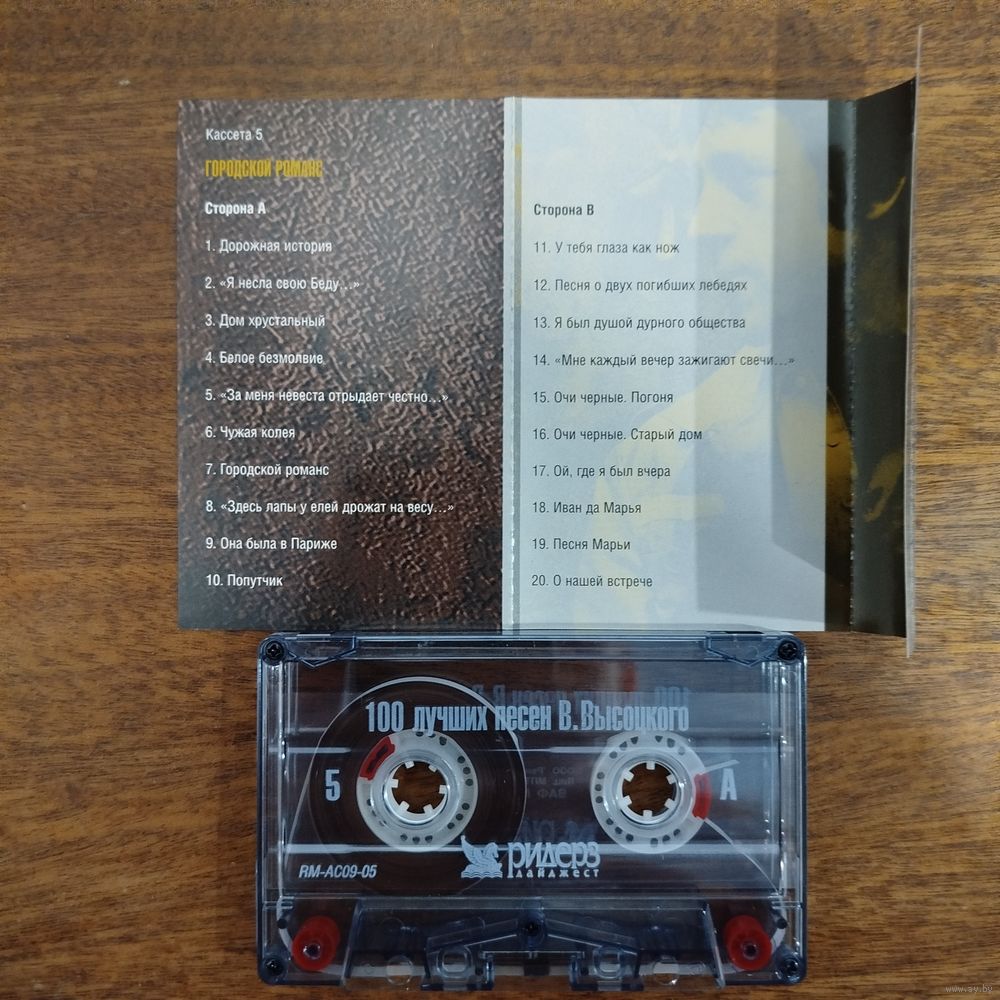 Кассета 5
ГОРОДСКОЙ РОМАНС
Сторона А
1. Дорожная история
2. «Я несла свою Беду...»
3. Дом хрустальный
4. Белое безмолвие
5. «За меня невеста отрыдает честно...»
6. Чужая колея
7. Городской романс
8. «Здесь лапы у елей дрожат на весу...»
9. Она была в Париже
10. Попутчик
Сторона В
11. У тебя глаза как нож
12. Песня о двух погибших лебедях
13. Я был душой дурного общества
14. «Мне каждый вечер зажигают свечи...»
15. Очи черные. Погоня
16. Очи черные. Старый дом
17. Ой, где я был вчера
18. Иван да Марья
19. Песня Марьи
20. О нашей встрече
100 лучших песен В.Высоцкого
5
А
Ридерз
Дайджест
RM-AC09-05
www.ay.by